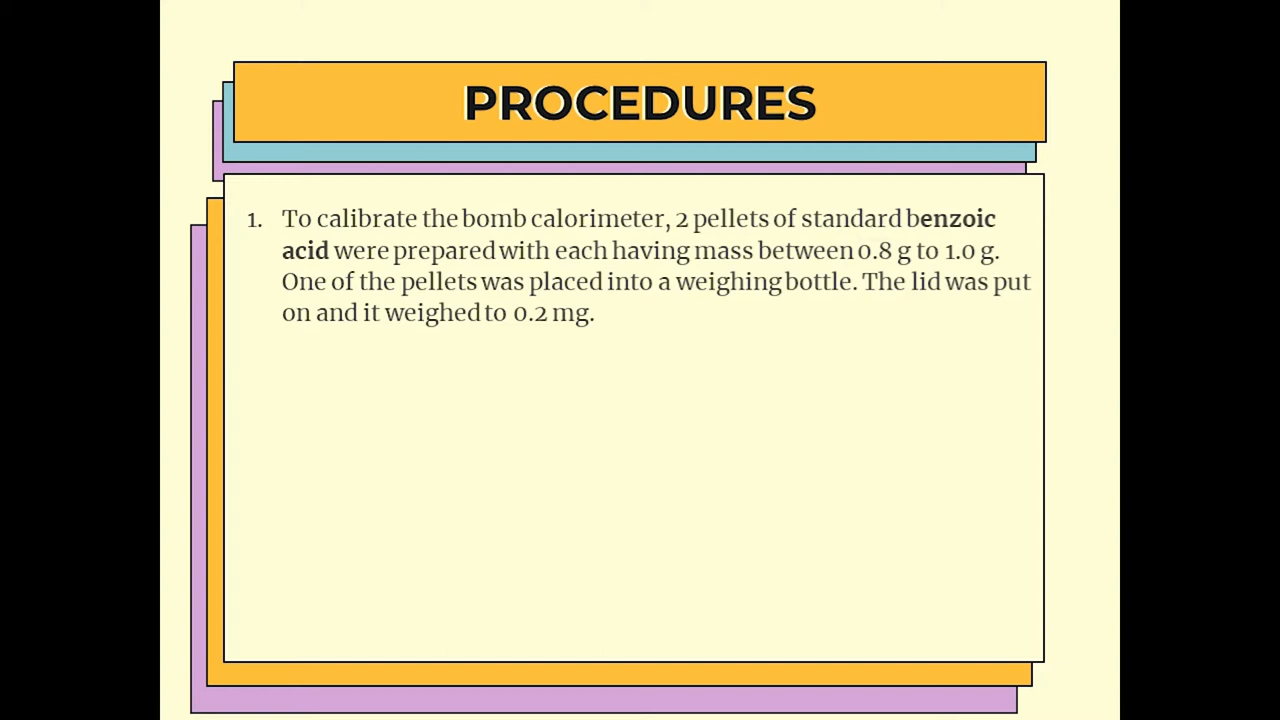 PROCEDURES
1. To calibrate the bomb calorimeter, 2 pellets of standard benzoic
acid were prepared with each having mass between 0.8 g to 1.0 g.
One of the pellets was placed into a weighing bottle. The lid was put
on and it weighed to 0.2 mg.